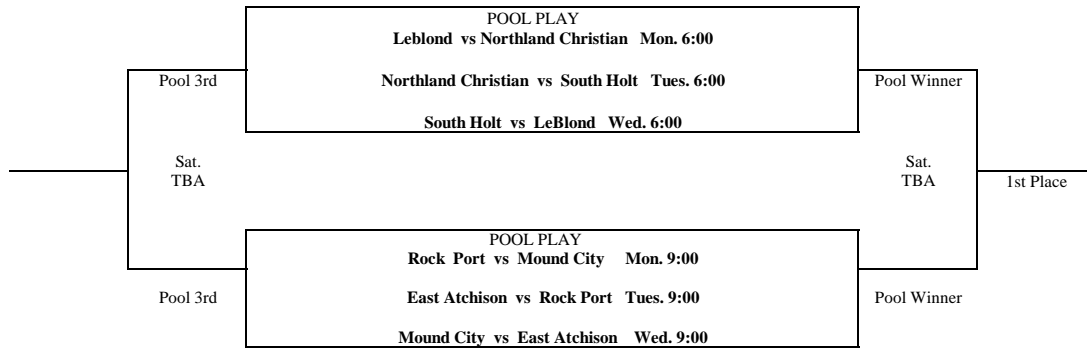 POOL PLAY
Leblond vs Northland Christian Mon. 6:00
Pool 3rd
Northland Christian vs South Holt Tues. 6:00
Pool Winner
South Holt vs LeBlond Wed. 6:00
Sat.
TBA
Sat.
TBA
1st Place
POOL PLAY
Rock Port vs Mound City Mon. 9:00
Pool 3rd
East Atchison vs Rock Port Tues. 9:00
Pool Winner
Mound City vs East Atchison Wed. 9:00